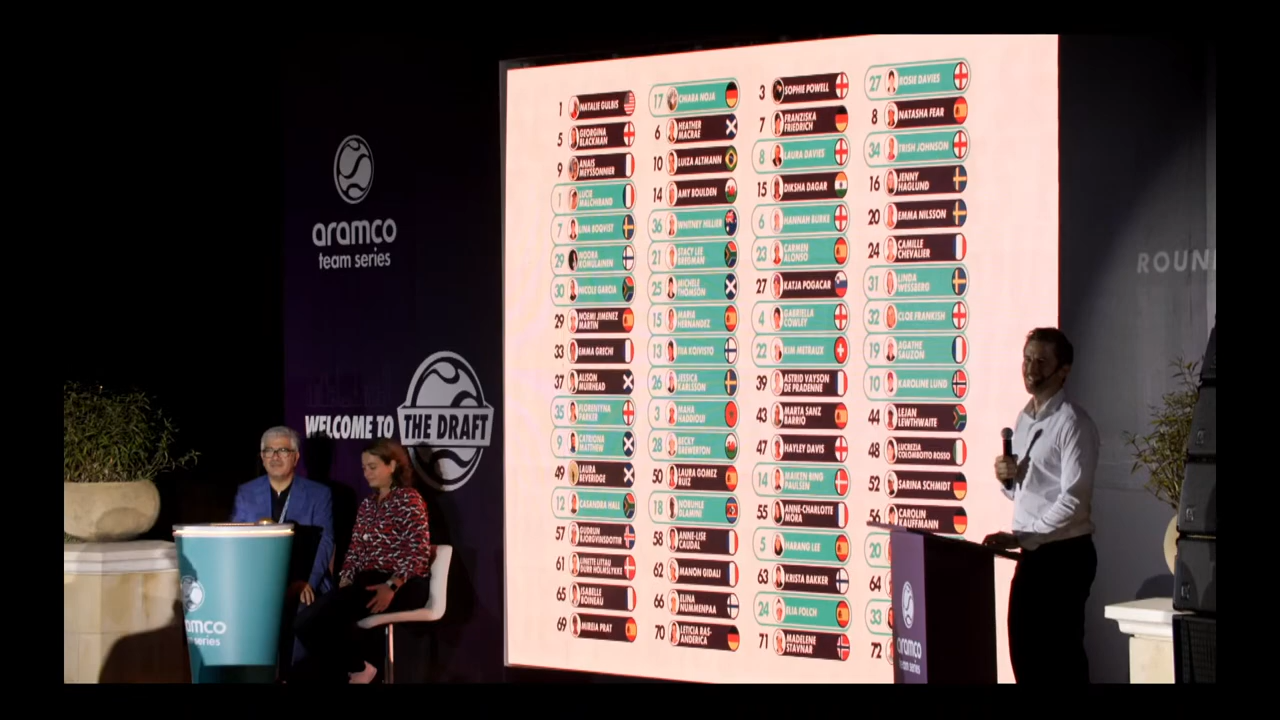 aramco
team series
WELCOME TO THE DRAFT
1 NATALIE GULBIS
5 GEORGINA
BLACKMAN
9 ANAIS
MEYSSONNIER
1 LUCIE
MALCHIRAND
7 LINA BOQVIST
29 NOORA
KOMULAINEN
30 NICOLE GARCIA
29 NOEMI JIMENEZ
MARTIN
33 EMMA GRECHI
37 ALISON
MUIRHEAD
35 FLORENTYNA
PARKER
9 CATRIONA
MATTHEW
49 LAURA
BEVERIDGE
12 CASANDRA HALL
57 GUDRUN
BJORGVINSDOTTIR
61 LINETTE LITTAU
DURR HOLMSLYKKE
65 ISABELLE
BOINEAU
69 MIREIA PRAT
17 CHIARA NOJA
6 HEATHER
MACRAE
10 LUIZA ALTMANN
14 AMY BOULDEN
36 WHITNEY HILLIER
21 STACY LEE
BREGMAN
25 MICHELE
THOMSON
15 MARIA
HERNANDEZ
13 TIIA KOIVISTO
26 JESSICA
KARLSSON
3 MAHA
HADDIOUI
28 BECKY
BREWERTON
50 LAURA GOMEZ
RUIZ
18 NOBUHLE
DLAMINI
58 ANNE-LISE
CAUDAL
62 MANON GIDALI
66 ELINA
NUMMENPAA
70 LETICIA RAS-
ANDERICA
3 SOPHIE POWELL
7 FRANZISKA
FRIEDRICH
8 LAURA DAVIES
15 DIKSHA DAGAR
6 HANNAH BURKE
23 CARMEN
ALONSO
27 KATJA POGACAR
4 GABRIELLA
COWLEY
22 KIM METRAUX
39 ASTRID VAYSON
DE PRADENNE
43 MARTA SANZ
BARRIO
47 HAYLEY DAVIS
14 MAIKEN BING
PAULSEN
55 ANNE-CHARLOTTE
MORA
5 HARANG LEE
63 KRISTA BAKKER
24 ELIA FOLCH
71 MADELENE
STAVNAR
27 ROSIE DAVIES
8 NATASHA FEAR
34 TRISH JOHNSON
16 JENNY
HAGLUND
20 EMMA NILSSON
24 CAMILLE
CHEVALIER
31 LINDA
WESSBERG
32 CLOE FRANKISH
19 AGATHE
SAUZON
10 KAROLINE LUND
44 LEJAN
LEWTHWAITE
48 LUCREZIA
COLOMBOTTO ROSSO
52 SARINA SCHMIDT
56 CAROLIN
KAUFFMANN
20
64
33
72
ROUN
amco
series
aramco
team series